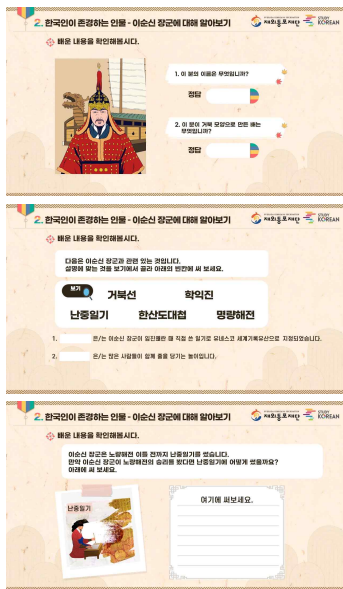 2. 한국인이 존경하는 인물 - 이순신 장군에 대해 알아보기
재외동포재단
STUDY
KOREAN
배운 내용을 확인해봅시다.
1. 이 분의 이름은 무엇입니까?
정답
2. 이 분이 거북 모양으로 만든 배는
무엇입니까?
정답
2. 한국인이 존경하는 인물 - 이순신 장군에 대해 알아보기
재외동포재단
STUDY
KOREAN
배운 내용을 확인해봅시다.
다음은 이순신 장군과 관련 있는 것입니다.
설명에 맞는 것을 보기에서 골라 아래의 빈칸에 써 보세요.
보기
거북선 학익진
난중일기 한산도대첩 명량해전
1. 은/는 이순신 장군이 임진왜란 때 직접 쓴 일기로 유네스코 세계기록유산으로 지정되었습니다.
2. 은/는 많은 사람들이 함께 줄을 당기는 놀이입니다.
2. 한국인이 존경하는 인물 - 이순신 장군에 대해 알아보기
재외동포재단
STUDY
KOREAN
배운 내용을 확인해봅시다.
이순신 장군은 노량해전 이틀 전까지 난중일기를 썼습니다.
만약 이순신 장군이 노량해전의 승리를 봤다면 난중일기에 어떻게 썼을까요?
아래에 써 보세요.
난중일기
여기에 써보세요.